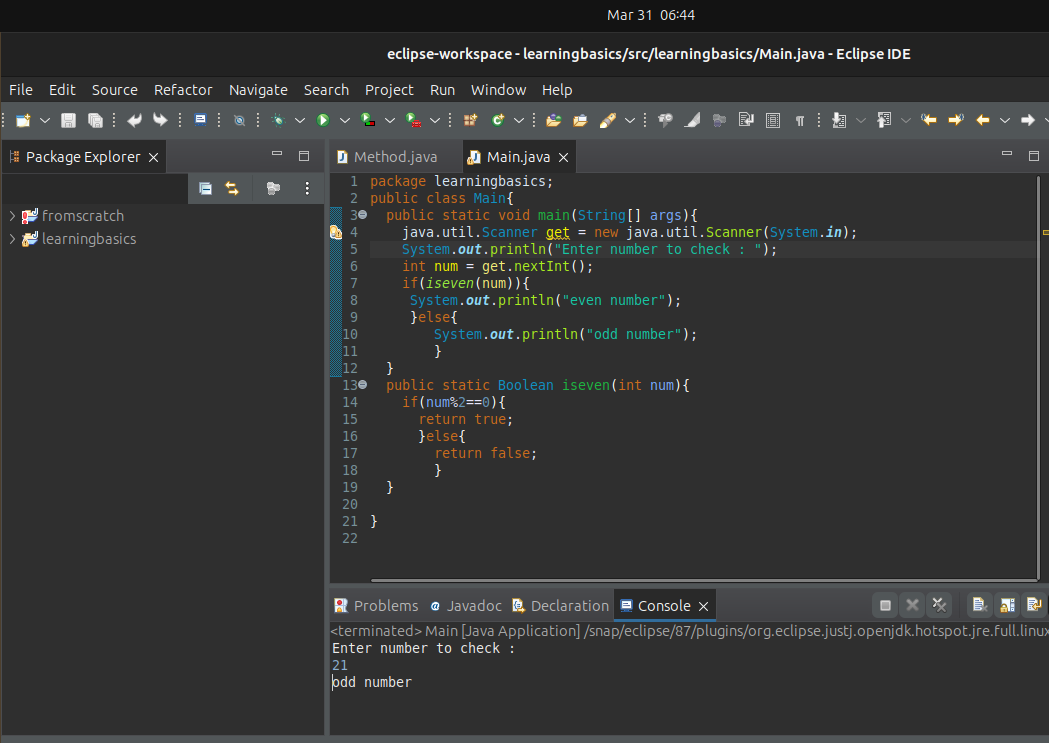 Mar 31 06:44
eclipse-workspace - learningbasics/src/learningbasics/Main.java - Eclipse IDE
File Edit Source Refactor Navigate Search Project Run Window Help
Package Explorer
fromscratch
learningbasics
Method.java Main.java
1 package learningbasics;
2 public class Main{
3 public static void main(String[] args){
4 java.util.Scanner get = new java.util.Scanner(System.in);
5 System.out.println("Enter number to check : ");
6 int num = get.nextInt();
7 if(iseven(num)){
8 System.out.println("even number");
9 }else{
10 System.out.println("odd number");
11 }
12 }
13 public static Boolean iseven(int num){
14 if(num%2==0){
15 return true;
16 }else{
17 return false;
18 }
19 }
20
21 }
22
Problems Javadoc Declaration Console
<terminated> Main [Java Application] /snap/eclipse/87/plugins/org.eclipse.justj.openjdk.hotspot.jre.full.linux
Enter number to check :
21
odd number